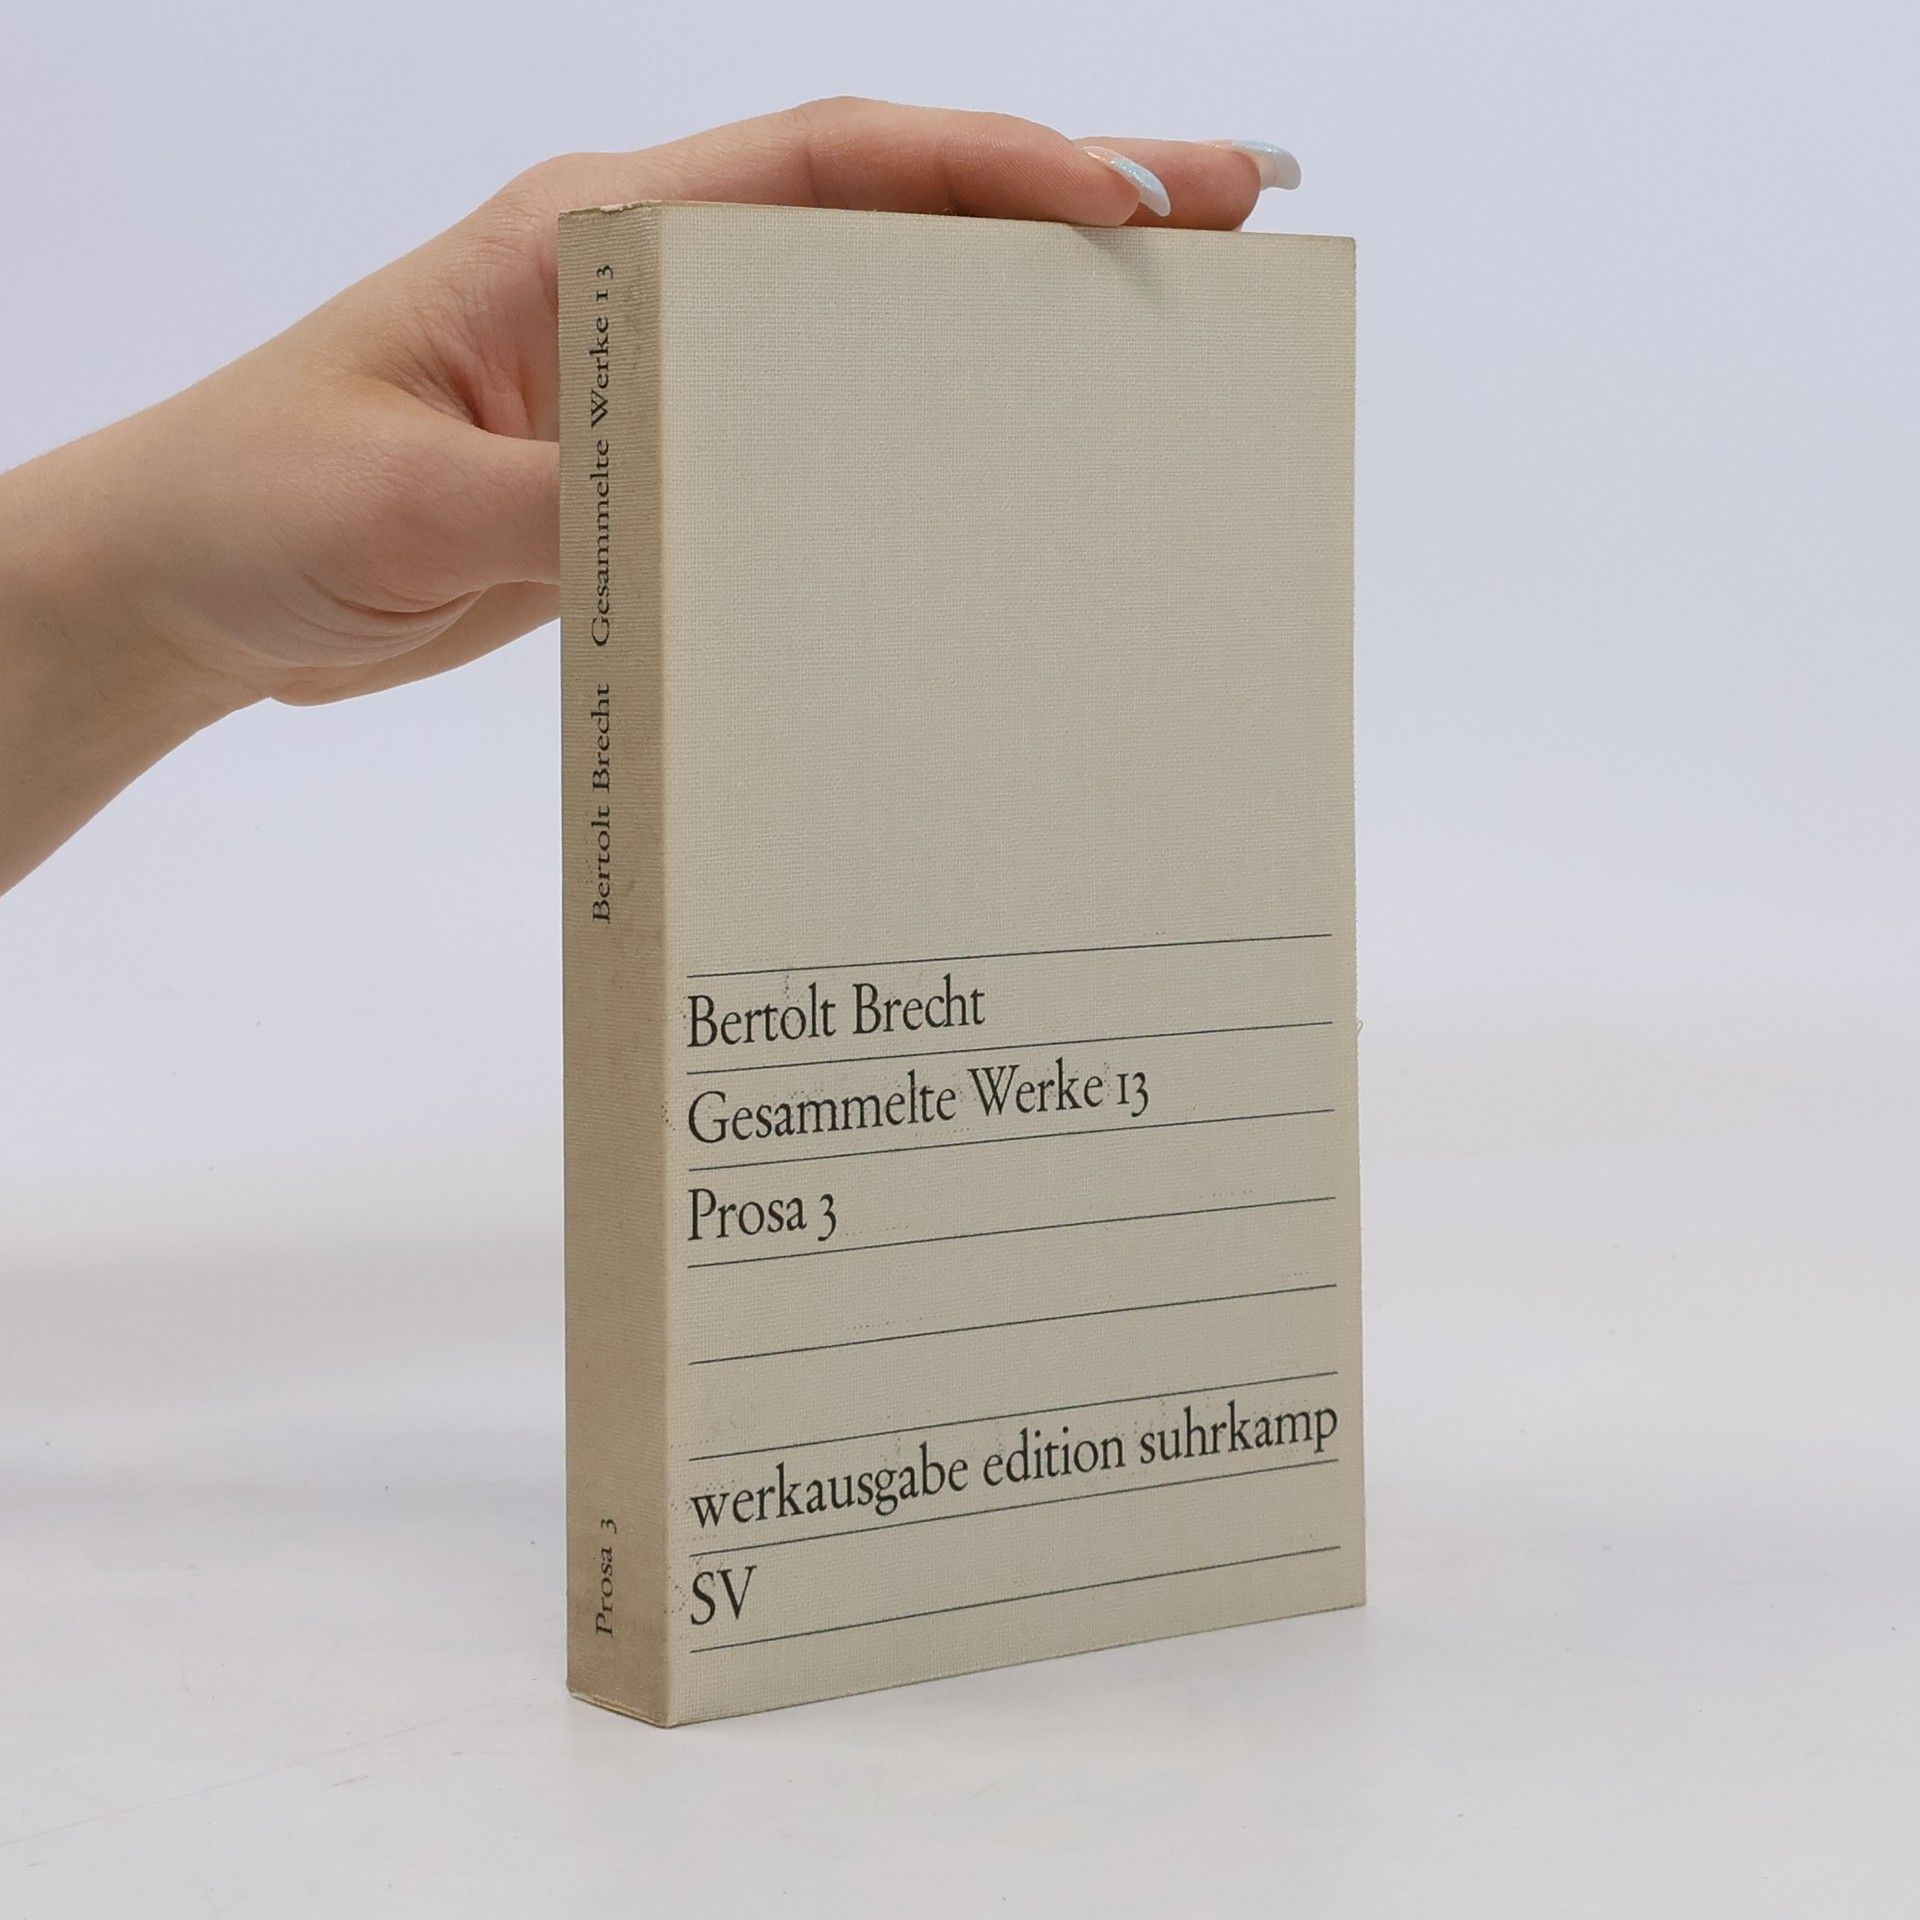 Bertolt Brecht Gesammelte Werke 13
Prosa 3
Bertolt Brecht
Gesammelte Werke 13
Prosa 3
werkausgabe edition suhrkamp
SV